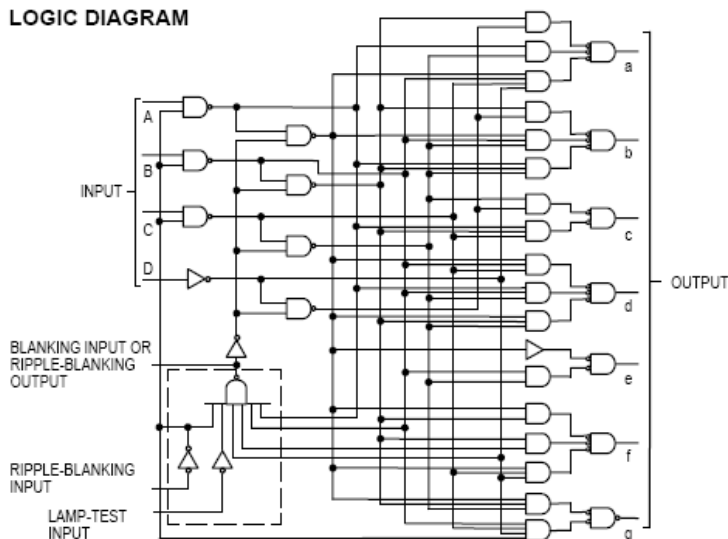 LOGIC DIAGRAM
A
B
INPUT
C
D
BLANKING INPUT OR
RIPPLE-BLANKING
OUTPUT
RIPPLE-BLANKING
INPUT
LAMP-TEST
INPUT
a
b
c
d
OUTPUT
e
f
g